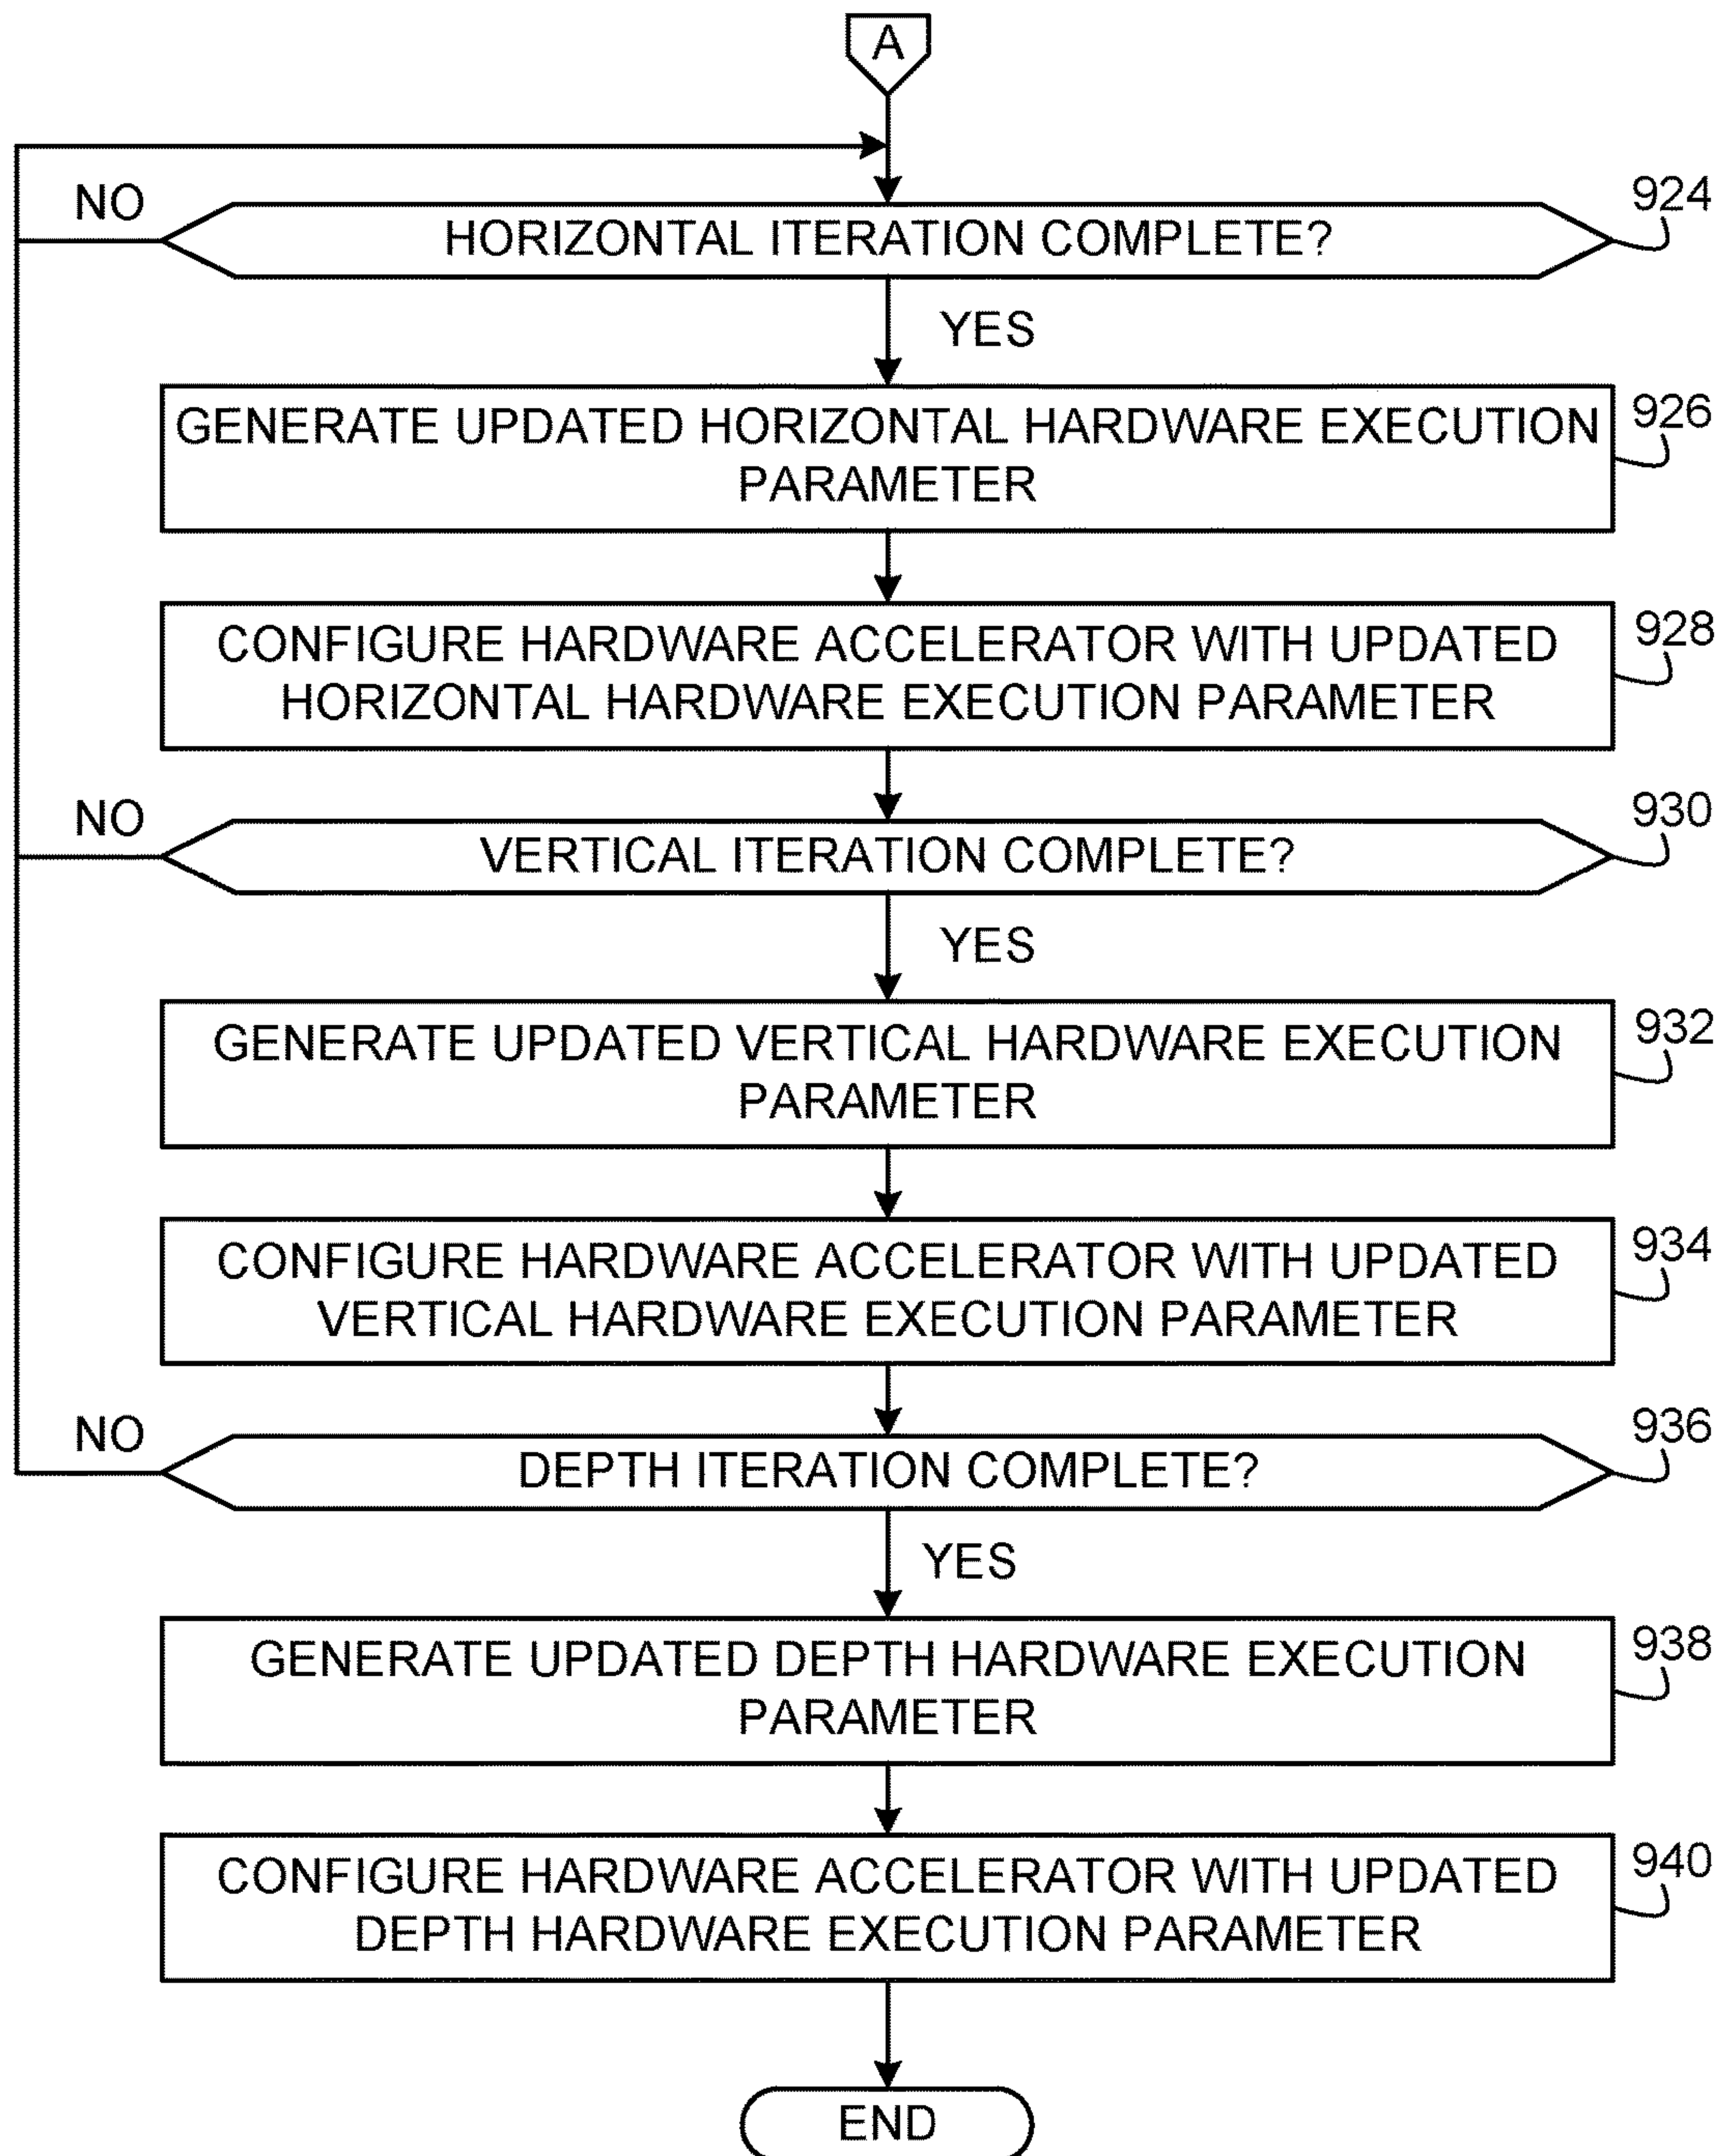 A
NO
924
HORIZONTAL ITERATION COMPLETE?
YES
926
GENERATE UPDATED HORIZONTAL HARDWARE EXECUTION
PARAMETER
928
CONFIGURE HARDWARE ACCELERATOR WITH UPDATED
HORIZONTAL HARDWARE EXECUTION PARAMETER
NO
930
VERTICAL ITERATION COMPLETE?
YES
932
GENERATE UPDATED VERTICAL HARDWARE EXECUTION
PARAMETER
934
CONFIGURE HARDWARE ACCELERATOR WITH UPDATED
VERTICAL HARDWARE EXECUTION PARAMETER
NO
936
DEPTH ITERATION COMPLETE?
YES
938
GENERATE UPDATED DEPTH HARDWARE EXECUTION
PARAMETER
940
CONFIGURE HARDWARE ACCELERATOR WITH UPDATED
DEPTH HARDWARE EXECUTION PARAMETER
END